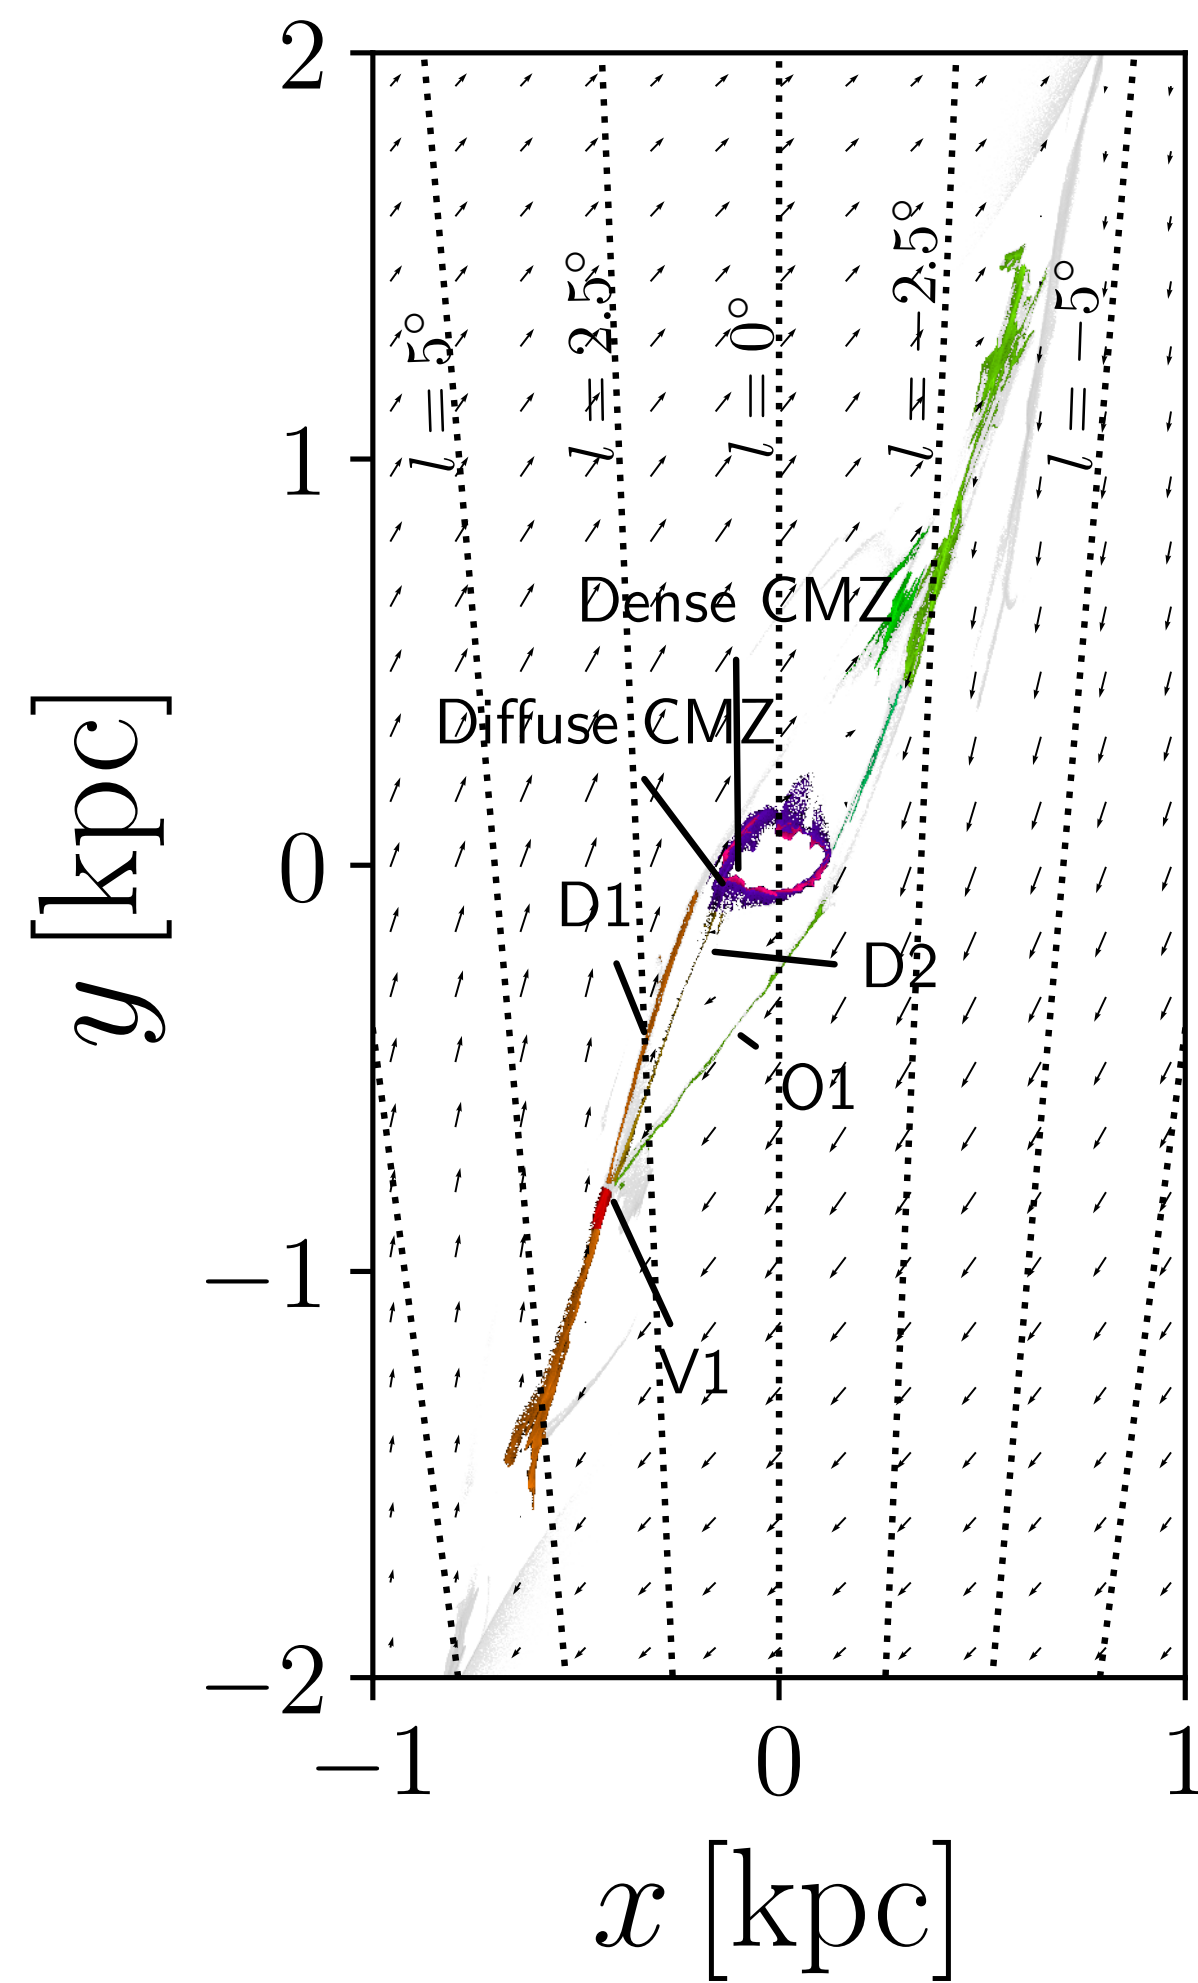 2
1
0
−1
−2
y [kpc]
l = 5°
l = 2.5°
l = 0°
l = −2.5°
l = −5°
Dense CMZ
Diffuse CMZ
D1
D2
O1
V1
−1
0
1
x [kpc]